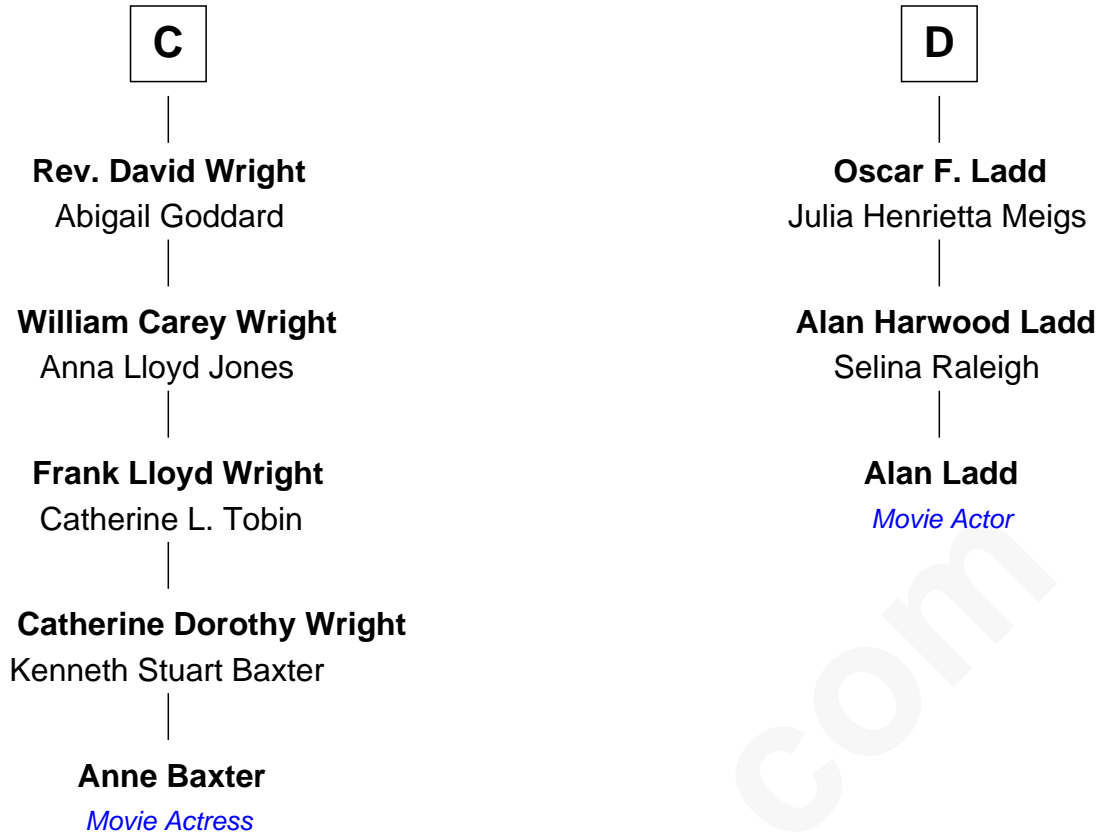 C
Rev. David Wright
Abigail Goddard
William Carey Wright
Anna Lloyd Jones
Frank Lloyd Wright
Catherine L. Tobin
Catherine Dorothy Wright
Kenneth Stuart Baxter
Anne Baxter
Movie Actress
D
Oscar F. Ladd
Julia Henrietta Meigs
Alan Harwood Ladd
Selina Raleigh
Alan Ladd
Movie Actor
com